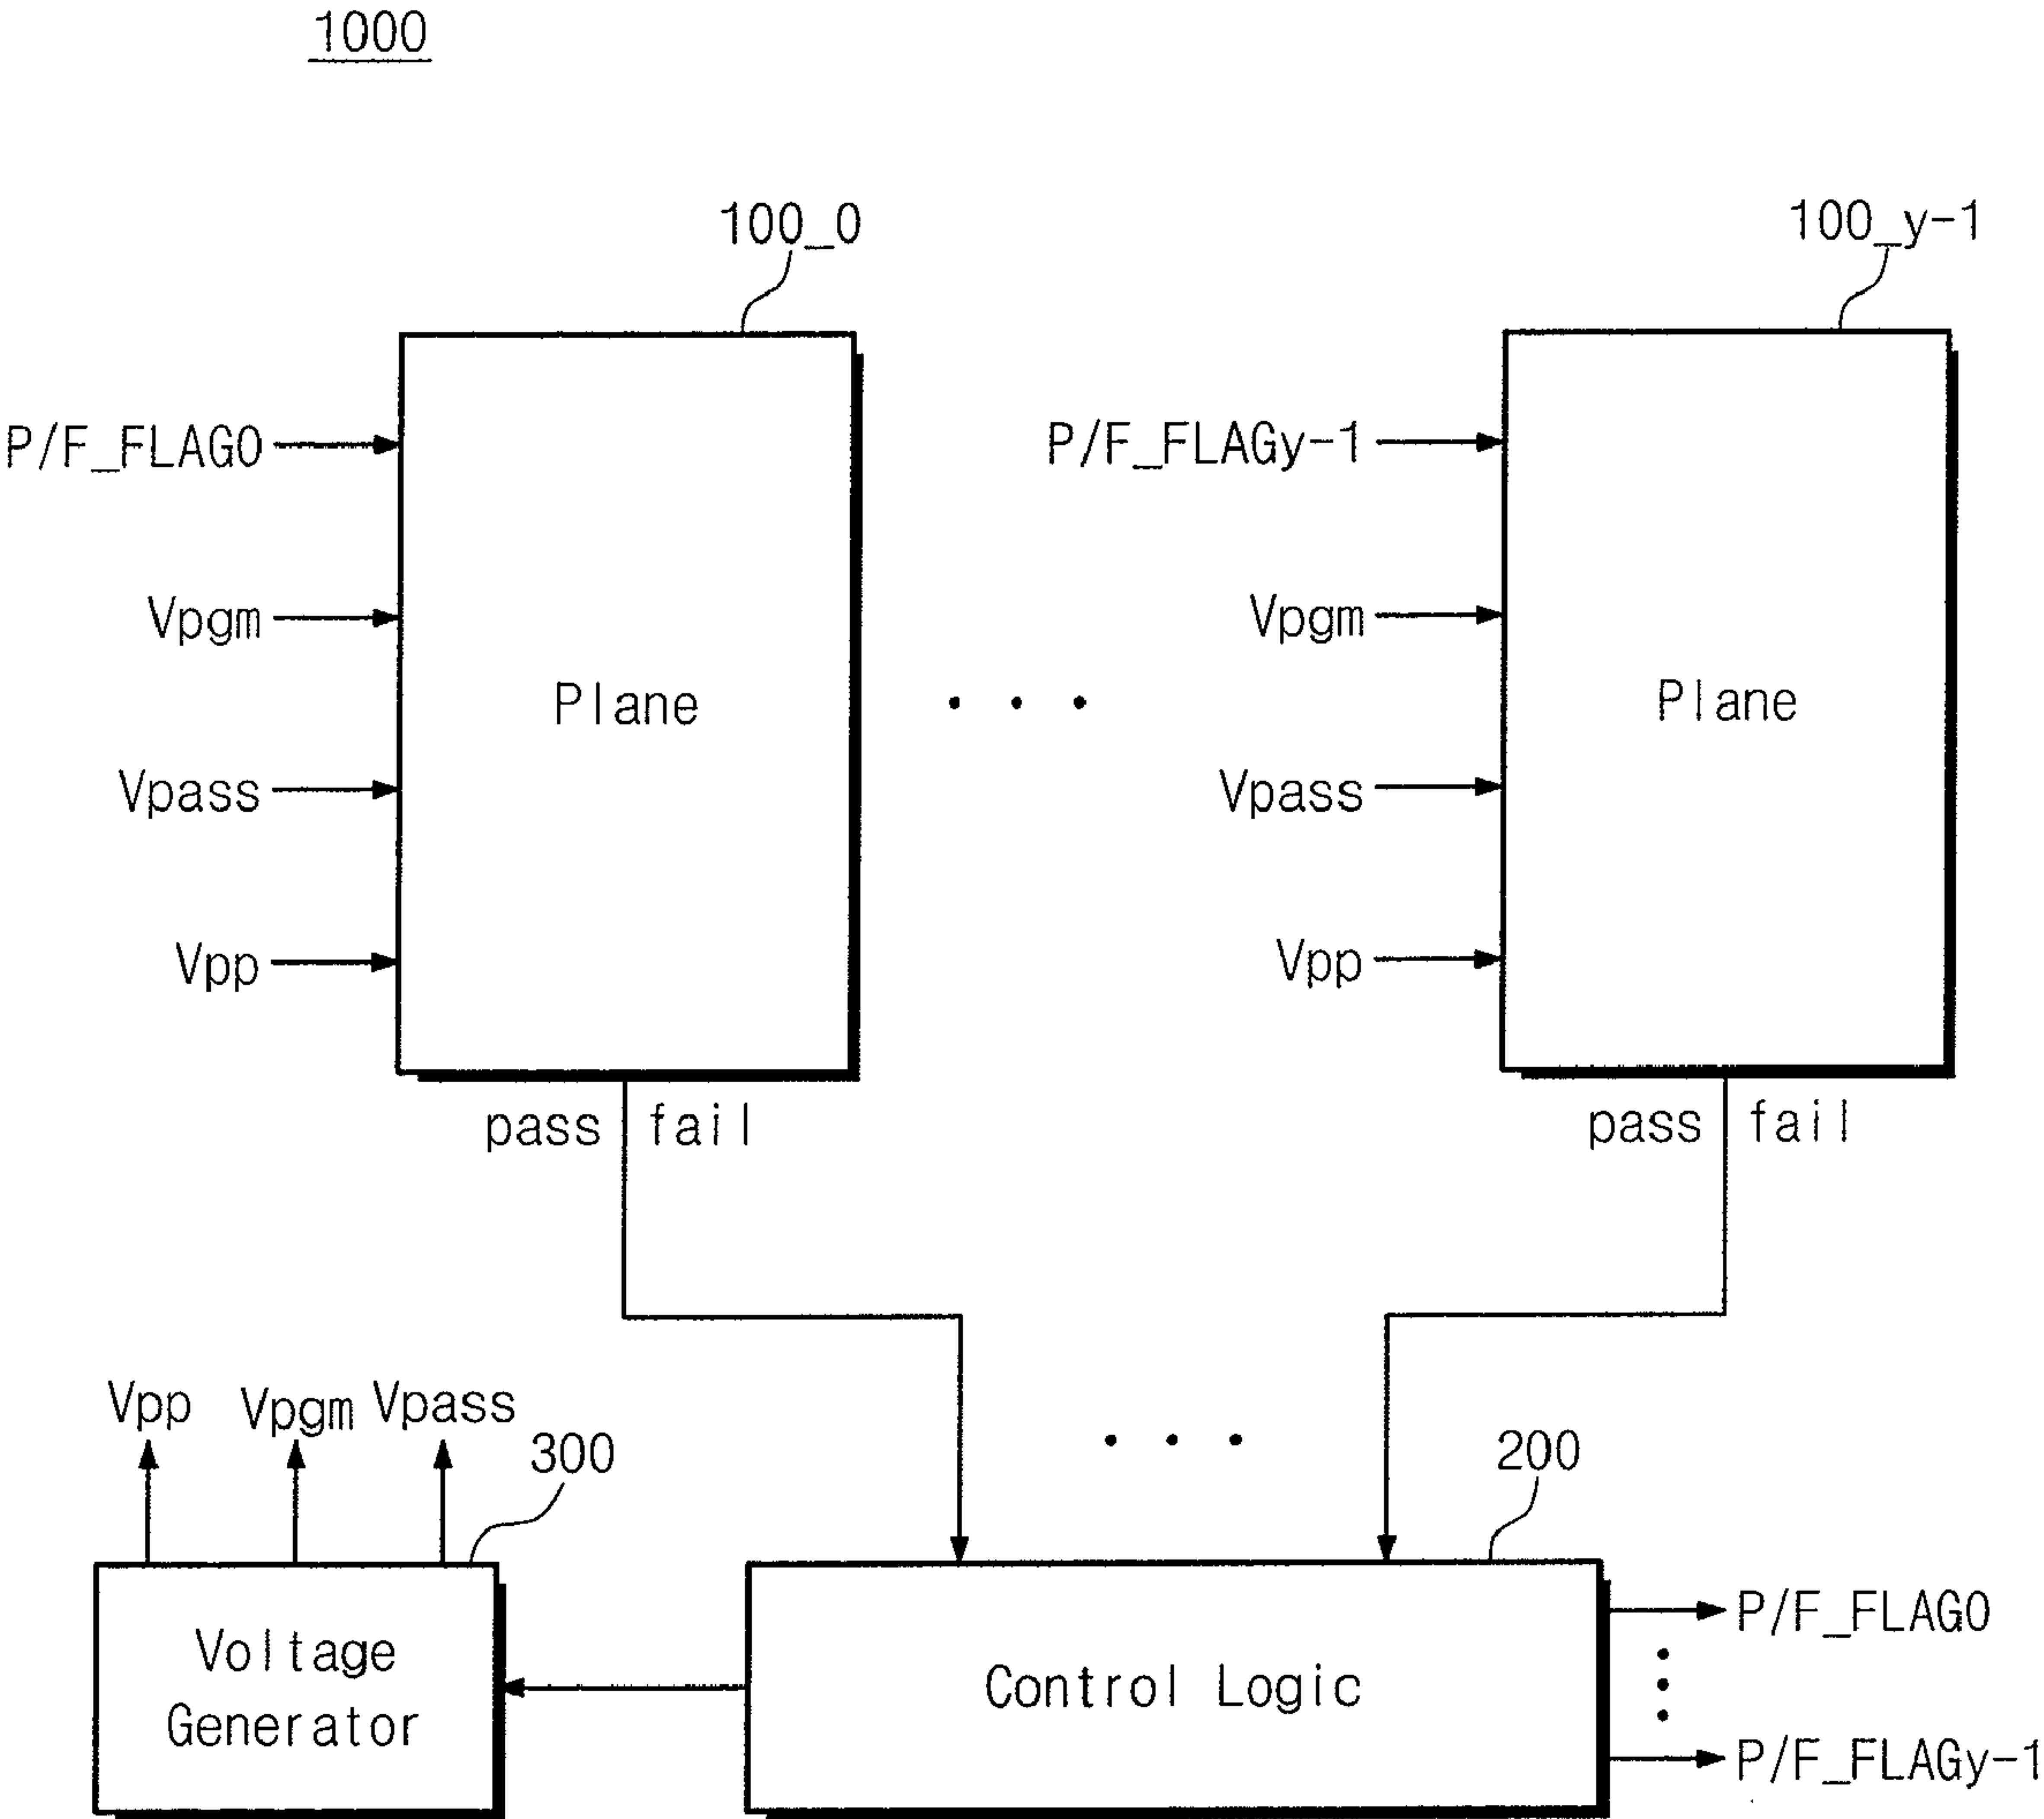 1000
100_0
100_y-1
P/F_FLAG0
P/F_FLAGy-1
Vpgm
Vpgm
Plane
Plane
Vpass
Vpass
Vpp
Vpp
pass fail
pass fail
Vpp Vpgm Vpass
300
200
Voltage
Generator
Control Logic
P/F_FLAG0
P/F_FLAGy-1